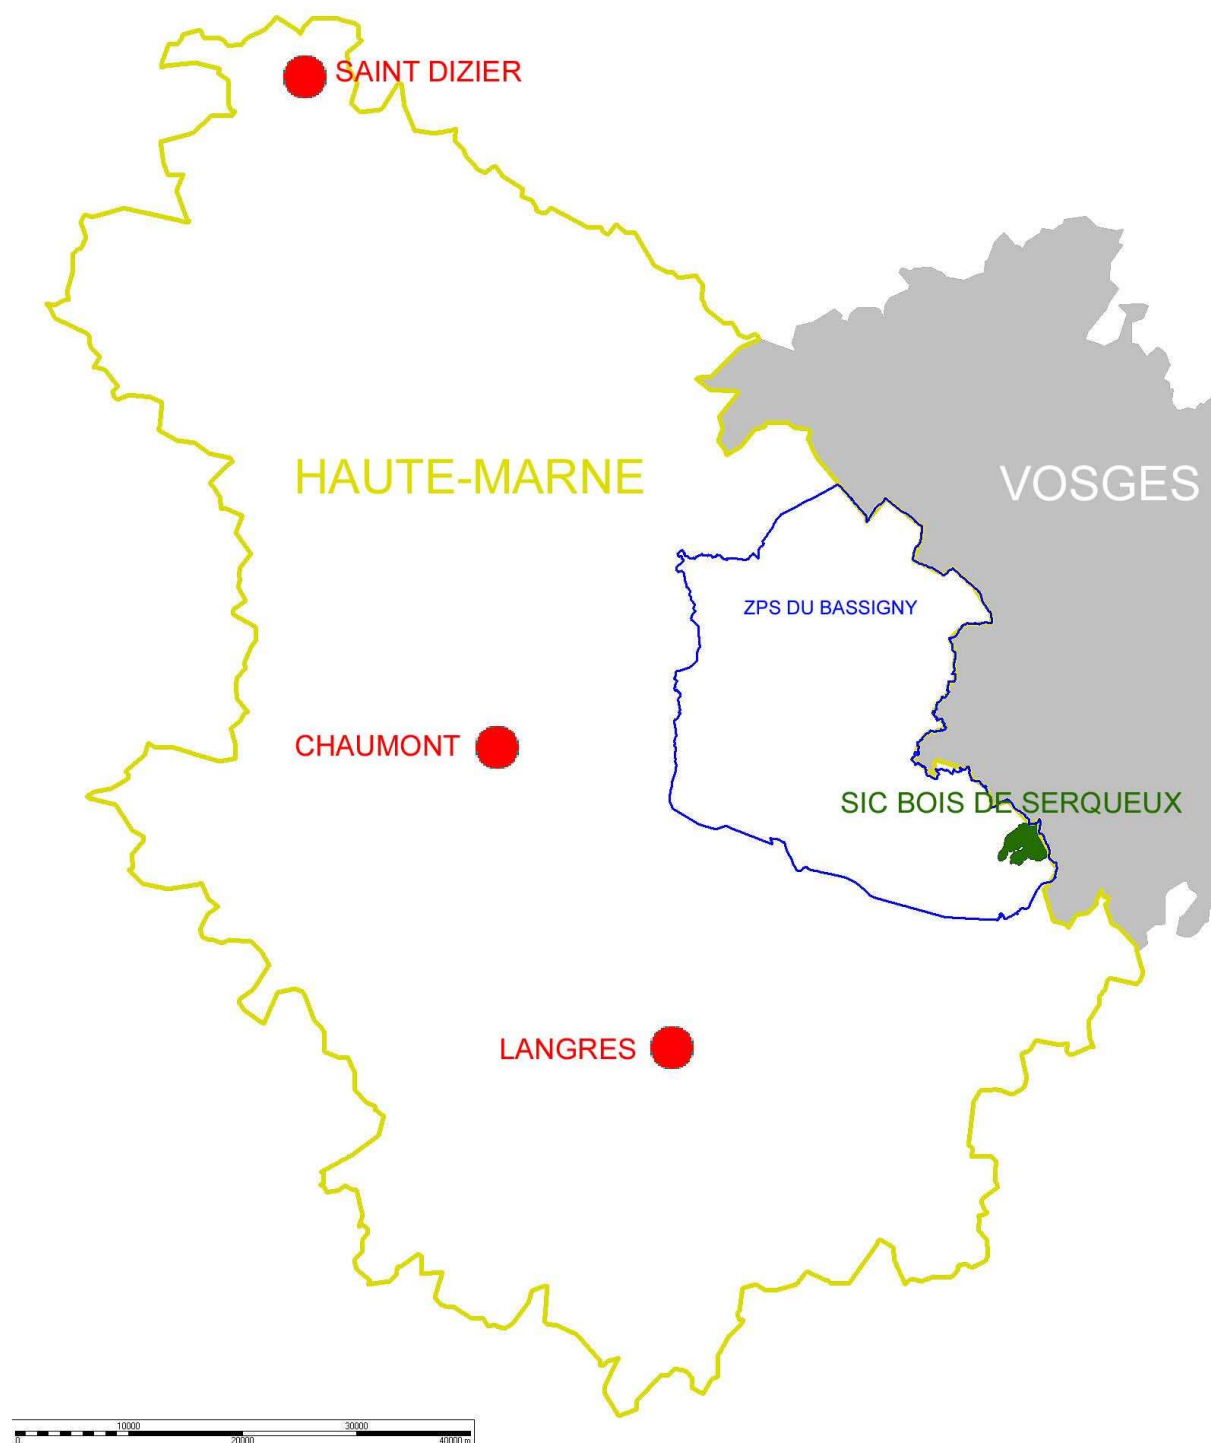 SAINT DIZIER
HAUTE-MARNE
VOSGES
ZPS DU BASSIGNY
CHAUMONT
SIC BOIS DE SERQUEUX
LANGRES
10000 30000
0 20000 40000 m